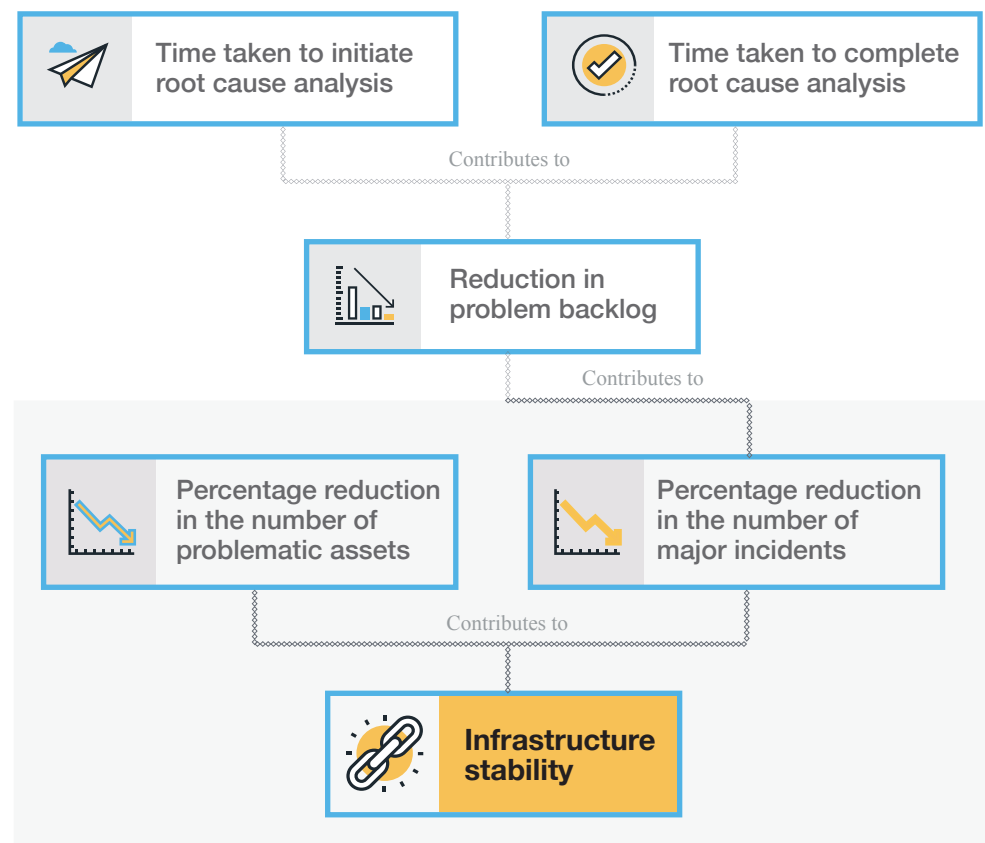 Time taken to initiate
root cause analysis
Time taken to complete
root cause analysis
Contributes to
Reduction in
problem backlog
Contributes to
Percentage reduction
in the number of
problematic assets
Percentage reduction
in the number of
major incidents
Contributes to
Infrastructure
stability